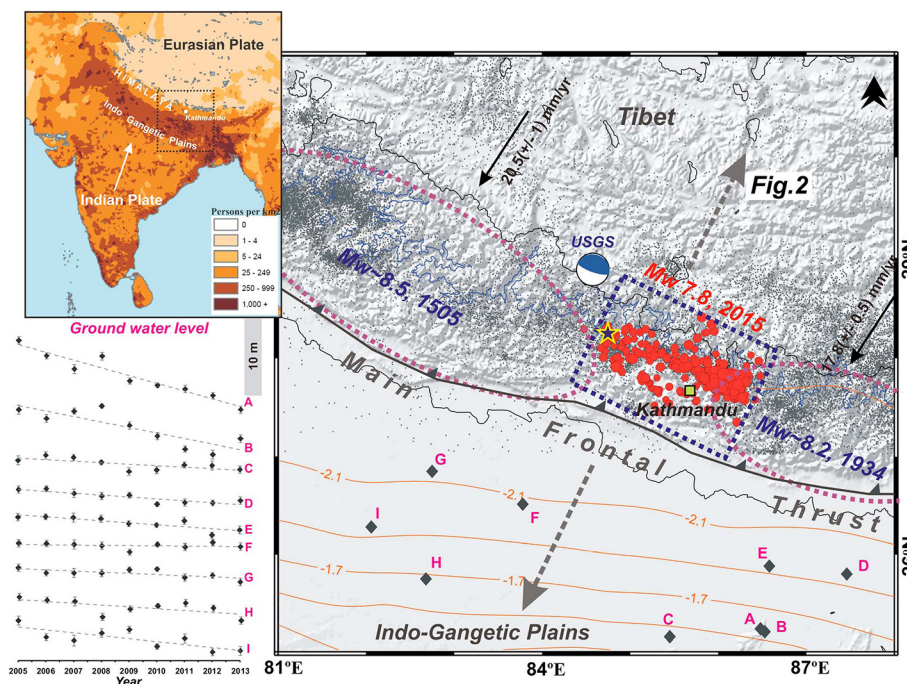 Eurasian Plate
HIMALAYA
Kathmandu
Indo Gangetic Plains
Indian Plate
Persons per km2
0
1 - 4
5 - 24
25 - 249
250 - 999
1,000 +
Ground water level
10 m
A
B
C
D
E
F
G
H
I
2005 2006 2007 2008 2009 2010 2011 2012 2013
Year
Tibet
20.5(+/- 1) mm/yr
Fig.2
USGS
Mw 7.8, 2015
Mw~8.5, 1505
17.8(+/- 0.5) mm/yr
28°N
Kathmandu
Mw~8.2, 1934
Main Frontal Thrust
G
-2.1
F
-2.1
I
E
D
26°N
H
-1.7
-1.7
C
A
B
Indo-Gangetic Plains
81°E 84°E 87°E